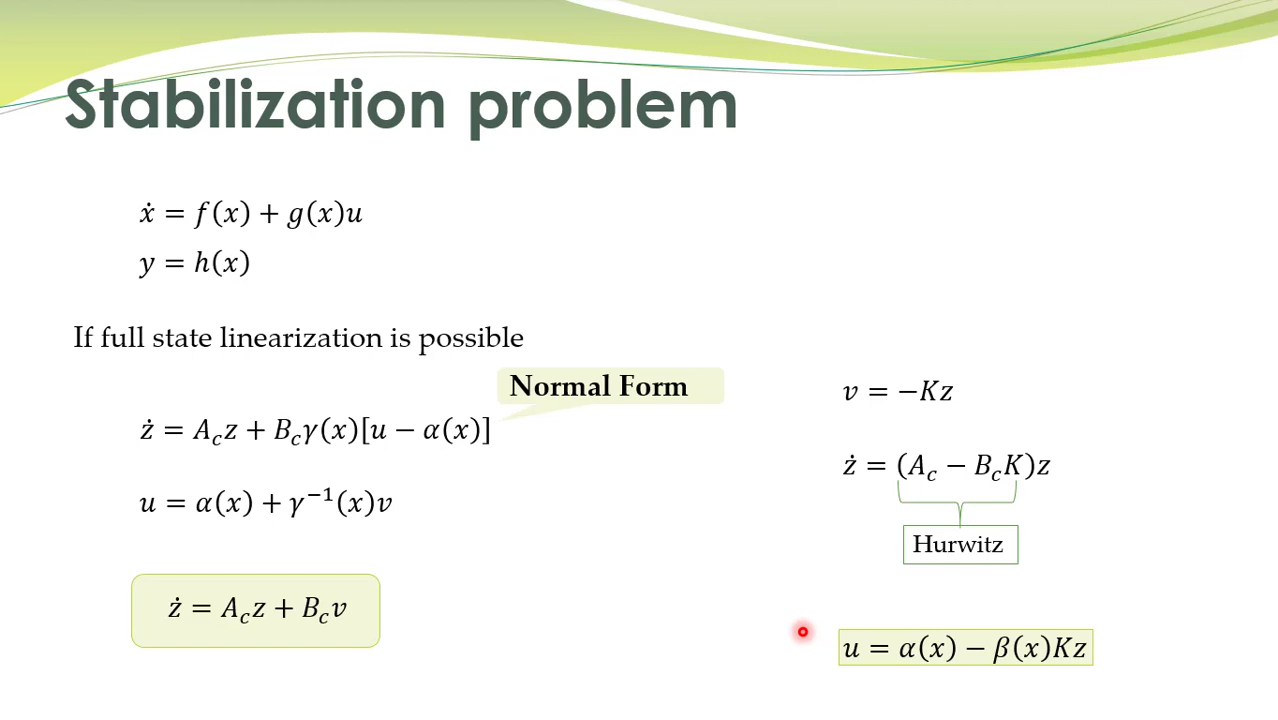 Stabilization problem
ẋ = f(x) + g(x)u
y = h(x)
If full state linearization is possible
Normal Form
ż = A_c z + B_c γ(x)[u − α(x)]
u = α(x) + γ⁻¹(x)v
ż = A_c z + B_c v
v = −Kz
ż = (A_c − B_c K)z
Hurwitz
u = α(x) − β(x)Kz